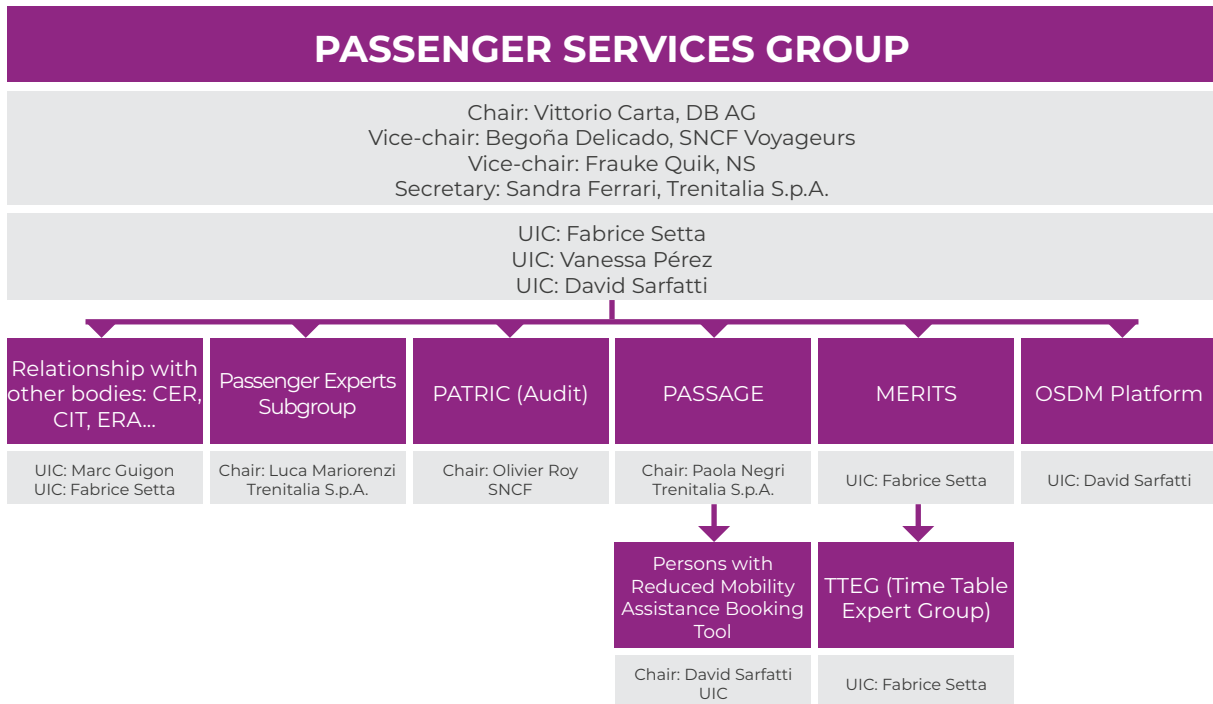 PASSENGER SERVICES GROUP
Chair: Vittorio Carta, DB AG
Vice-chair: Begoña Delicado, SNCF Voyageurs
Vice-chair: Frauke Quik, NS
Secretary: Sandra Ferrari, Trenitalia S.p.A.
UIC: Fabrice Setta
UIC: Vanessa Pérez
UIC: David Sarfatti
Relationship with
other bodies: CER,
CIT, ERA...
UIC: Marc Guigon
UIC: Fabrice Setta
Passenger Experts
Subgroup
Chair: Luca Mariorenzi
Trenitalia S.p.A.
PATRIC (Audit)
Chair: Olivier Roy
SNCF
PASSAGE
Chair: Paola Negri
Trenitalia S.p.A.
MERITS
UIC: Fabrice Setta
OSDM Platform
UIC: David Sarfatti
Persons with
Reduced Mobility
Assistance Booking
Tool
Chair: David Sarfatti
UIC
TTEG (Time Table
Expert Group)
UIC: Fabrice Setta